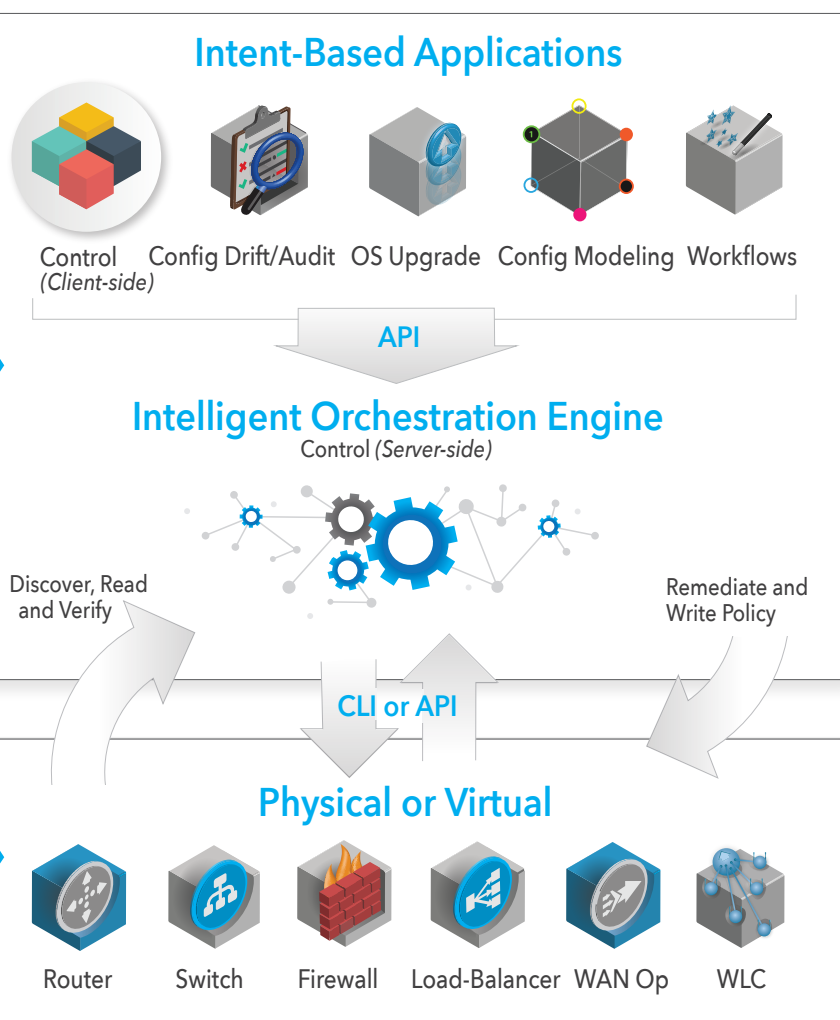 Intent-Based Applications
1
Control Config Drift/Audit OS Upgrade Config Modeling Workflows
(Client-side)
API
Intelligent Orchestration Engine
Control (Server-side)
Discover, Read
and Verify
Remediate and
Write Policy
CLI or API
Physical or Virtual
Router Switch Firewall Load-Balancer WAN Op WLC